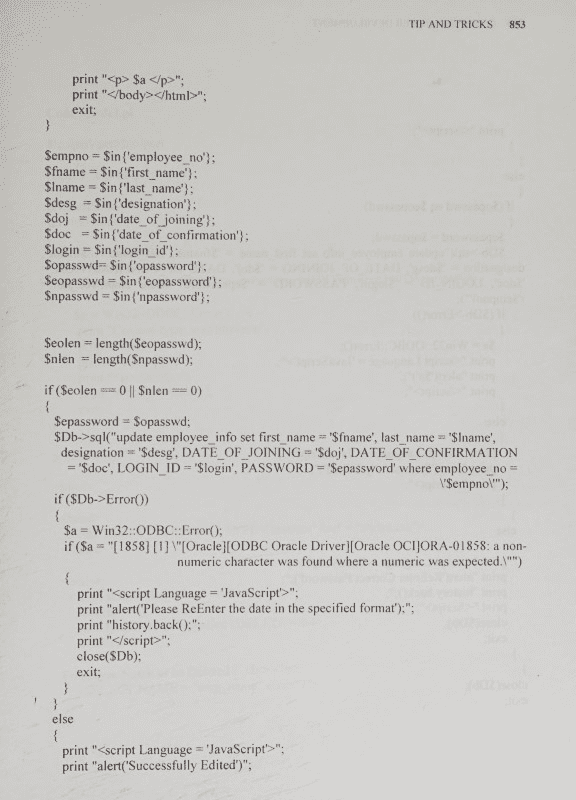 TIP AND TRICKS 853
print "<p> $a </p>";
print "</body></html>";
exit;
}
$empno = $in{'employee_no'};
$fname = $in{'first_name'};
$lname = $in{'last_name'};
$desg = $in{'designation'};
$doj = $in{'date_of_joining'};
$doc = $in{'date_of_confirmation'};
$login = $in{'login_id'};
$opasswd= $in{'opassword'};
$eopasswd = $in{'eopassword'};
$npasswd = $in{'npassword'};
$eolen = length($eopasswd);
$nlen = length($npasswd);
if ($eolen == 0 || $nlen == 0)
{
$epassword = $opasswd;
$Db->sql("update employee_info set first_name = '$fname', last_name = '$lname',
designation = '$desg', DATE_OF_JOINING = '$doj', DATE_OF_CONFIRMATION
= '$doc', LOGIN_ID = '$login', PASSWORD = '$epassword' where employee_no =
\'$empno\'");
if ($Db->Error())
{
$a = Win32::ODBC::Error();
if ($a = "[1858] [1] \"[Oracle][ODBC Oracle Driver][Oracle OCI]ORA-01858: a non-
numeric character was found where a numeric was expected.\"")
{
print "<script Language = 'JavaScript'>";
print "alert('Please ReEnter the date in the specified format');";
print "history.back();";
print "</script>";
close($Db);
exit;
}
}
else
{
print "<script Language = 'JavaScript'>";
print "alert('Successfully Edited')";